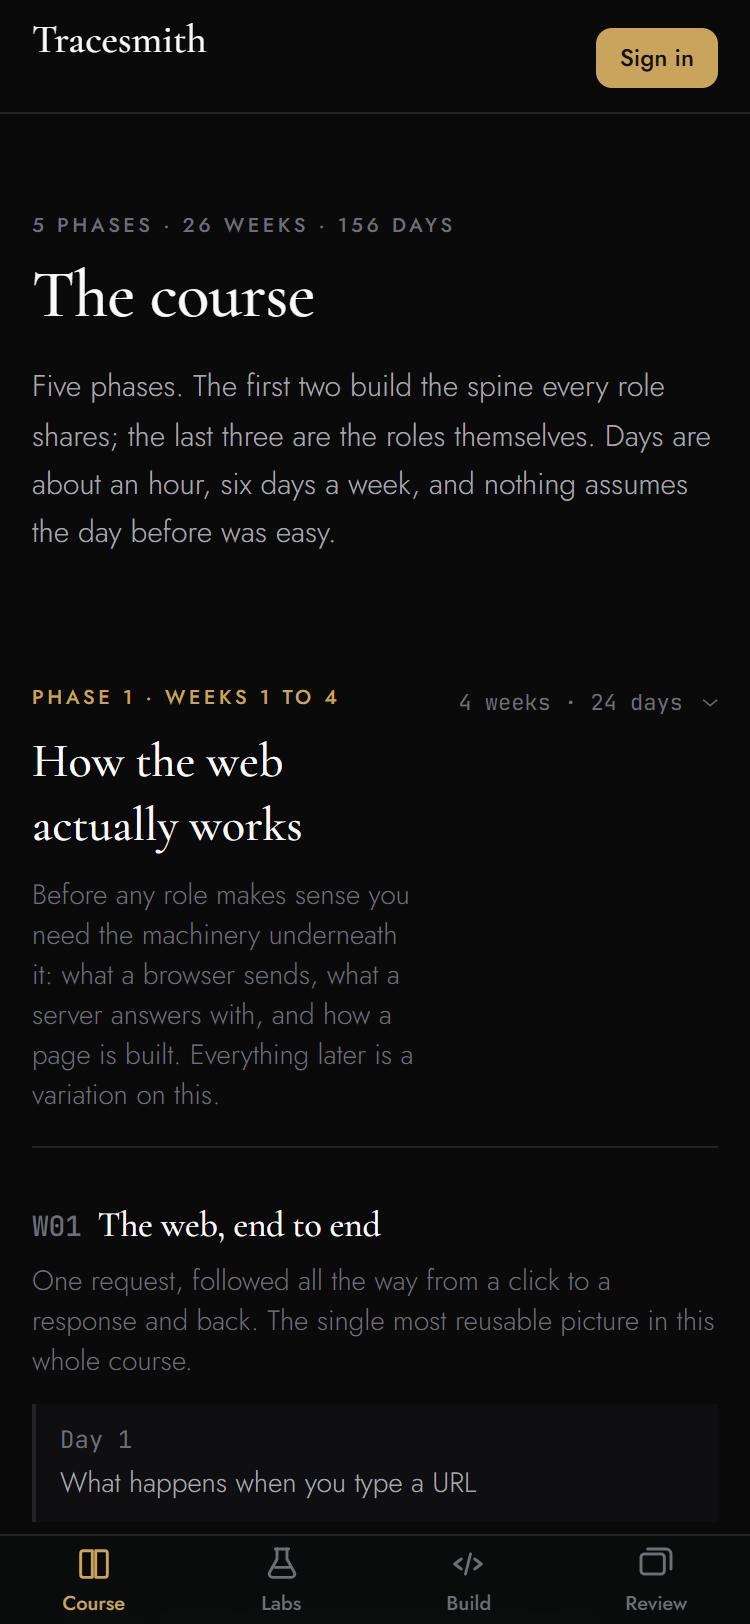 Tracesmith
Sign in
5 PHASES · 26 WEEKS · 156 DAYS
The course
Five phases. The first two build the spine every role
shares; the last three are the roles themselves. Days are
about an hour, six days a week, and nothing assumes
the day before was easy.
PHASE 1 · WEEKS 1 TO 4
4 weeks · 24 days
How the web
actually works
Before any role makes sense you
need the machinery underneath
it: what a browser sends, what a
server answers with, and how a
page is built. Everything later is a
variation on this.
W01 The web, end to end
One request, followed all the way from a click to a
response and back. The single most reusable picture in this
whole course.
Day 1
What happens when you type a URL
Course
Labs
Build
Review